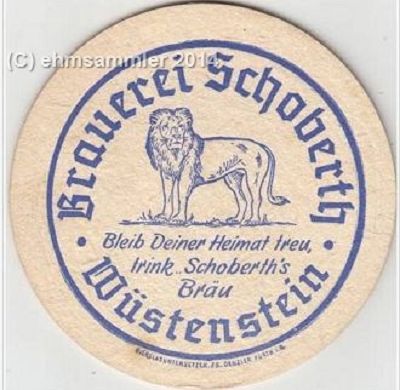 (C) ehmsammler 2014
Brauerei Schoberth
Bleib Deiner Heimat treu,
trink „Schoberth's
Bräu
Wüstenstein